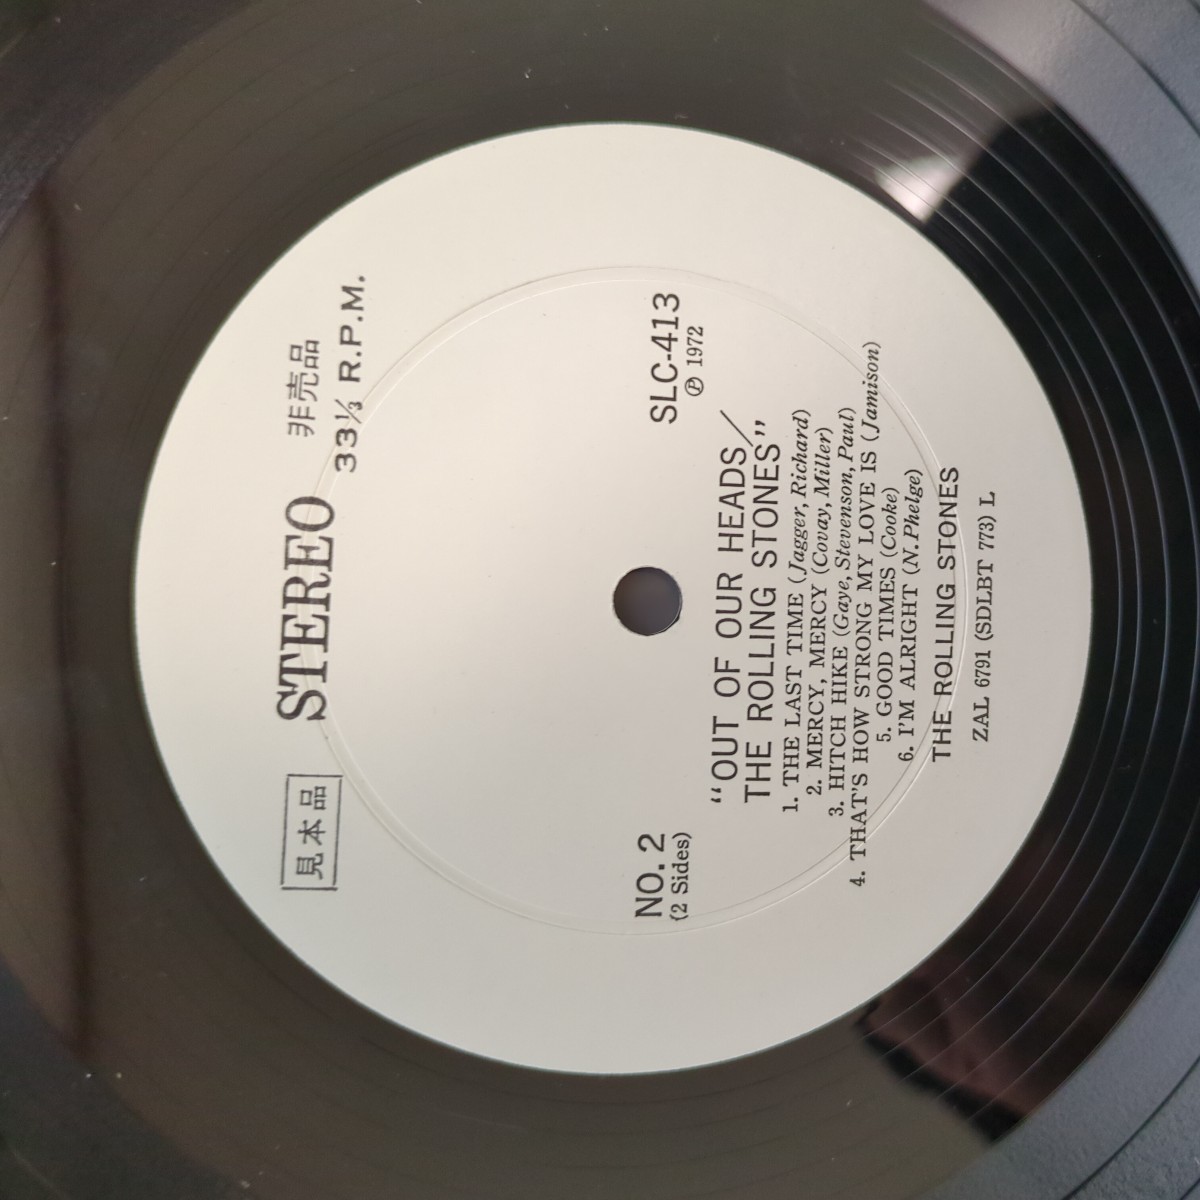 見本品
STEREO
非売品
33⅓ R.P.M.
NO. 2
(2 Sides)
SLC-413
℗ 1972
“OUT OF OUR HEADS/
THE ROLLING STONES”
1. THE LAST TIME (Jagger, Richard)
2. MERCY, MERCY (Covay, Miller)
3. HITCH HIKE (Gaye, Stevenson, Paul)
4. THAT'S HOW STRONG MY LOVE IS (Jamison)
5. GOOD TIMES (Cooke)
6. I'M ALRIGHT (N. Phelge)
THE ROLLING STONES
ZAL 6791 (SDLBT 773) L